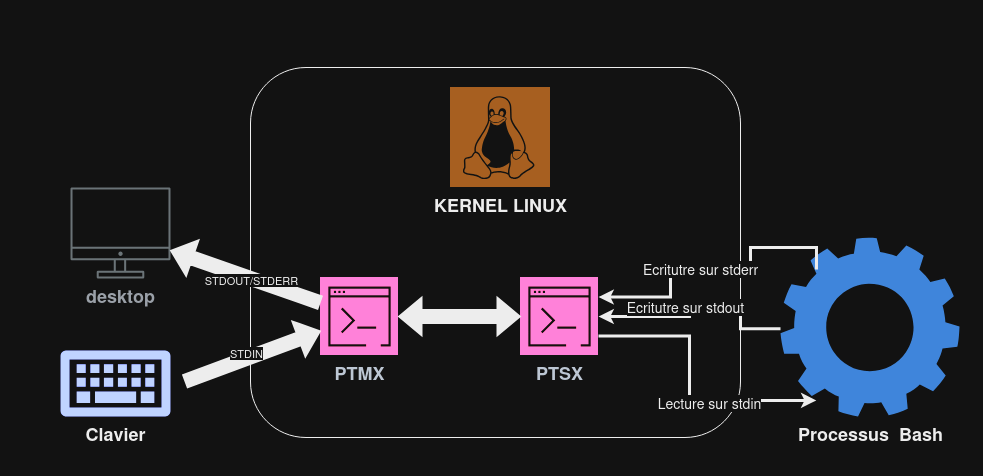 KERNEL LINUX
desktop
STDOUT/STDERR
Ecritutre sur stderr
Ecritutre sur stdout
STDIN
PTMX
PTSX
Lecture sur stdin
Clavier
Processus Bash